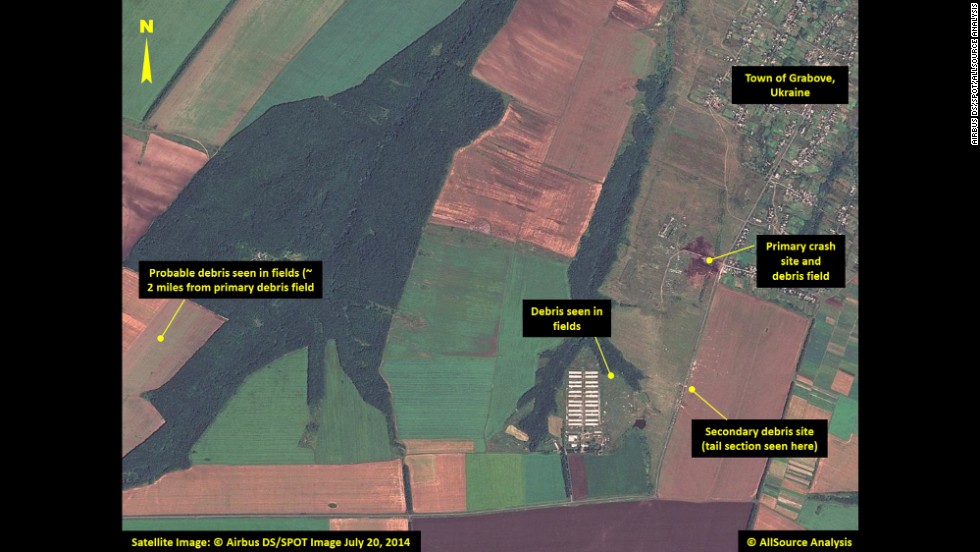 N
Town of Grabove,
Ukraine
Primary crash
site and
debris field
Probable debris seen in fields (~
2 miles from primary debris field
Debris seen in
fields
Secondary debris site
(tail section seen here)
Satellite Image: © Airbus DS/SPOT Image July 20, 2014
© AllSource Analysis
AIRBUS DS/SPOT/ALLSOURCE ANALYSIS